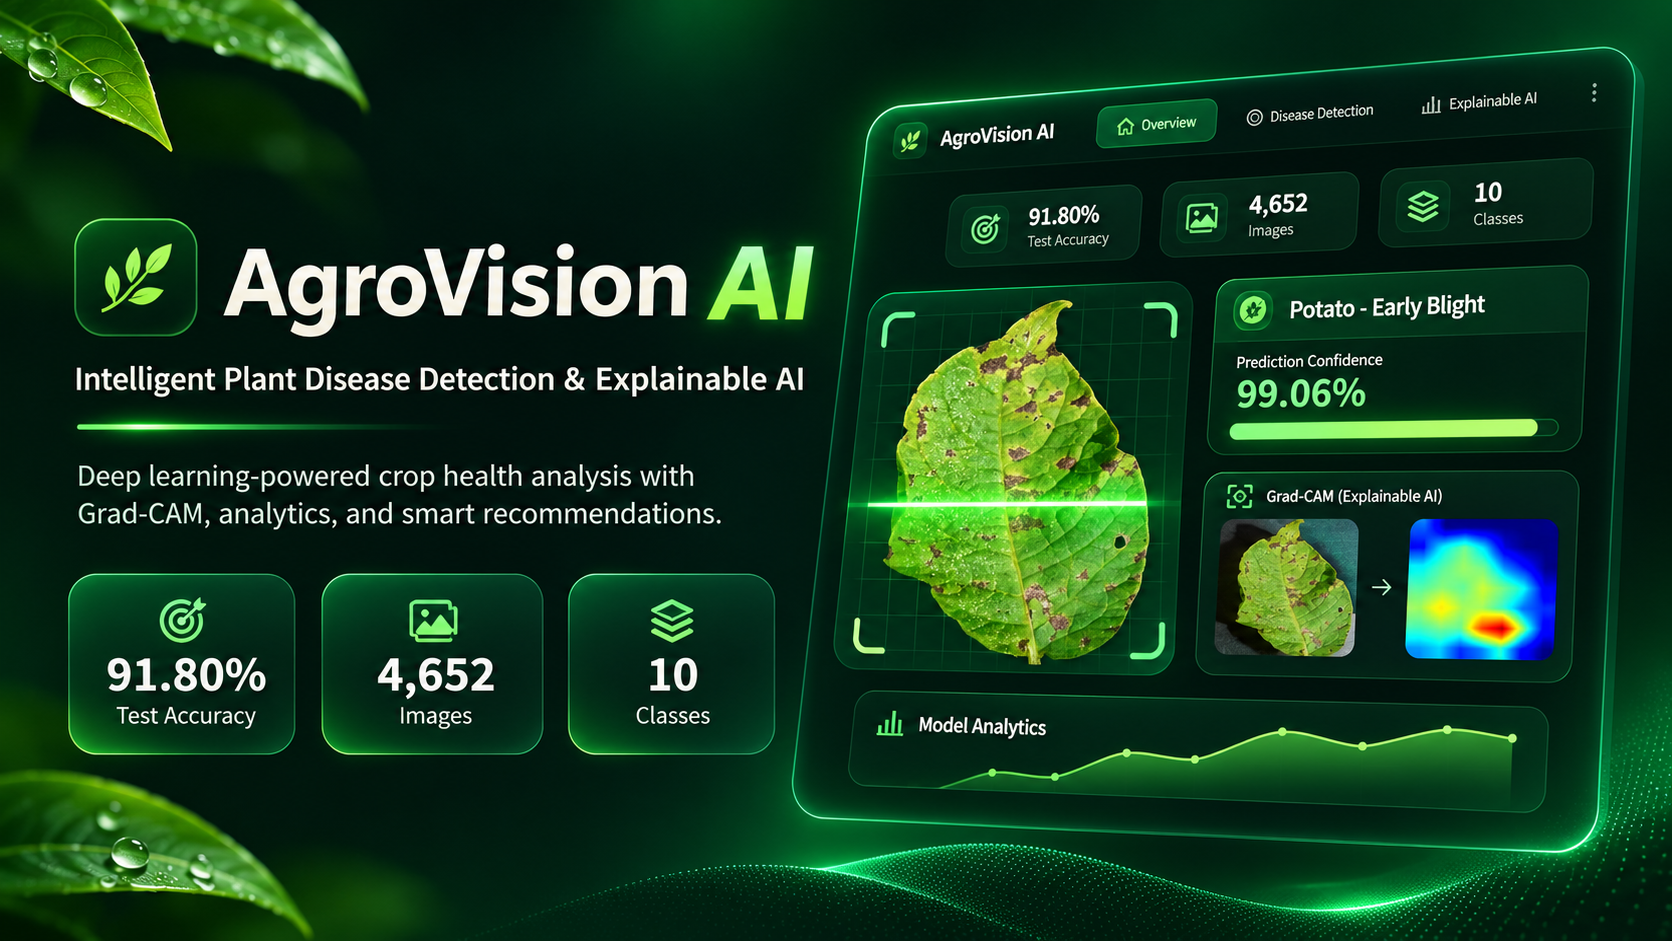 AgroVision AI
Intelligent Plant Disease Detection & Explainable AI
Deep learning-powered crop health analysis with
Grad-CAM, analytics, and smart recommendations.
91.80%
Test Accuracy
4,652
Images
10
Classes
AgroVision AI
Overview
Disease Detection
Explainable AI
91.80%
Test Accuracy
4,652
Images
10
Classes
Potato - Early Blight
Prediction Confidence
99.06%
Grad-CAM (Explainable AI)
Model Analytics